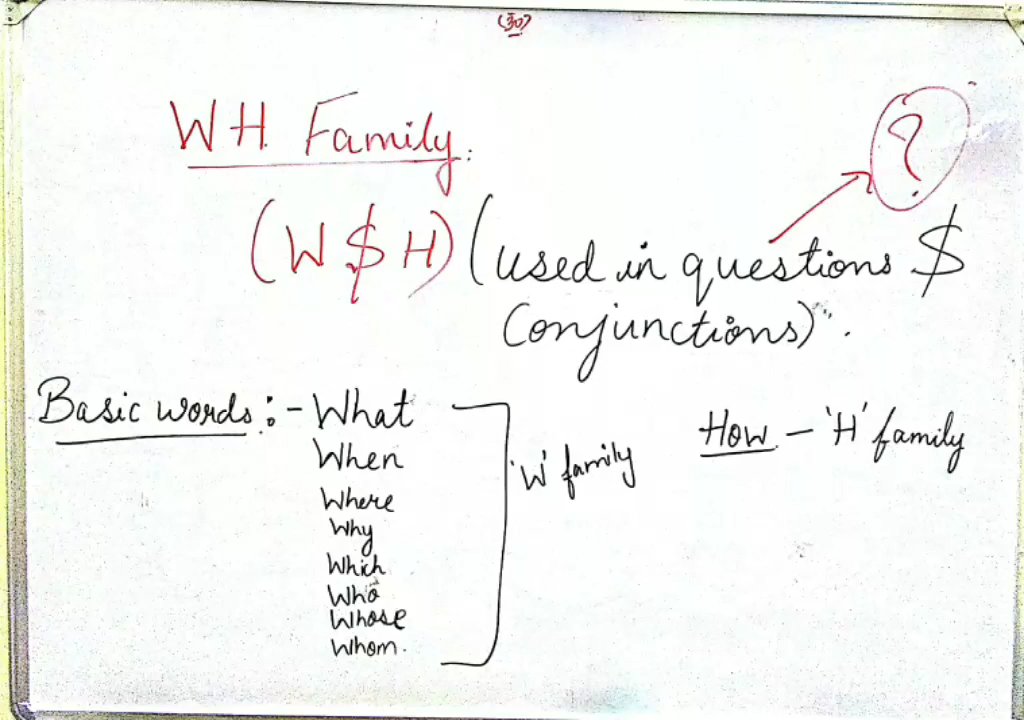 WH Family.
(W $ H) (used in questions $
Conjunctions).
?
Basic words :- What
When
Where
Why
Which
Who
Whose
Whom.
'W' family
How - 'H' family